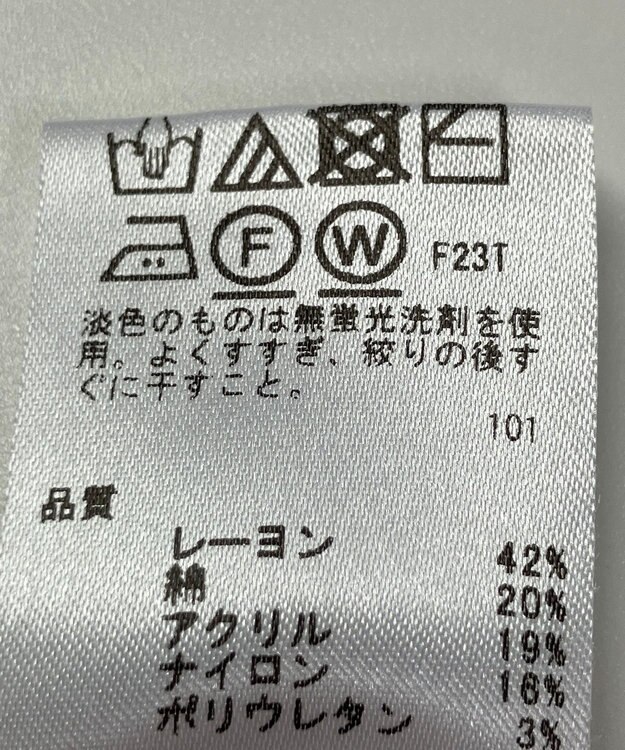 F W F23T
淡色のものは無蛍光洗剤を使
用。よくすすぎ、絞りの後す
ぐに干すこと。
101
品質
レーヨン 42%
綿 20%
アクリル 19%
ナイロン 16%
ポリウレタン 3%